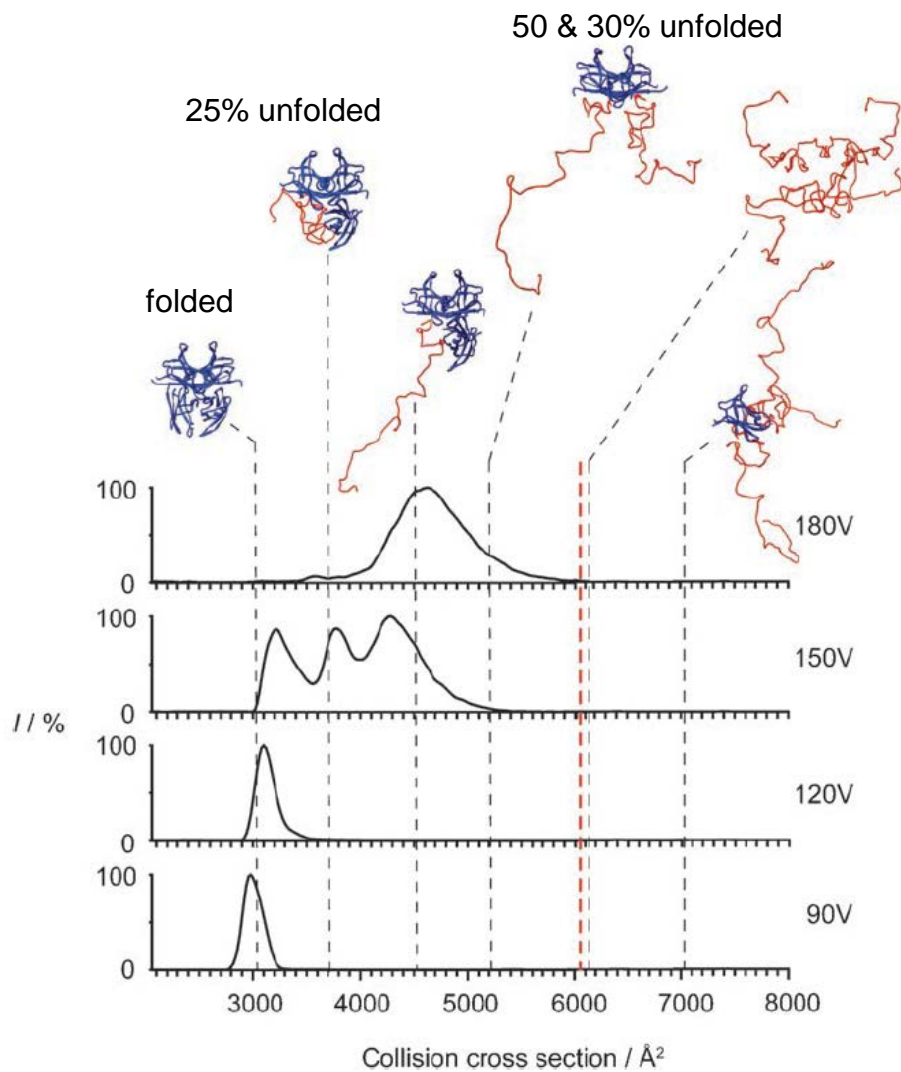 50 & 30% unfolded
25% unfolded
folded
100
0
180V
100
0
150V
I / %
100
0
120V
100
0
90V
3000 4000 5000 6000 7000 8000
Collision cross section / Å²